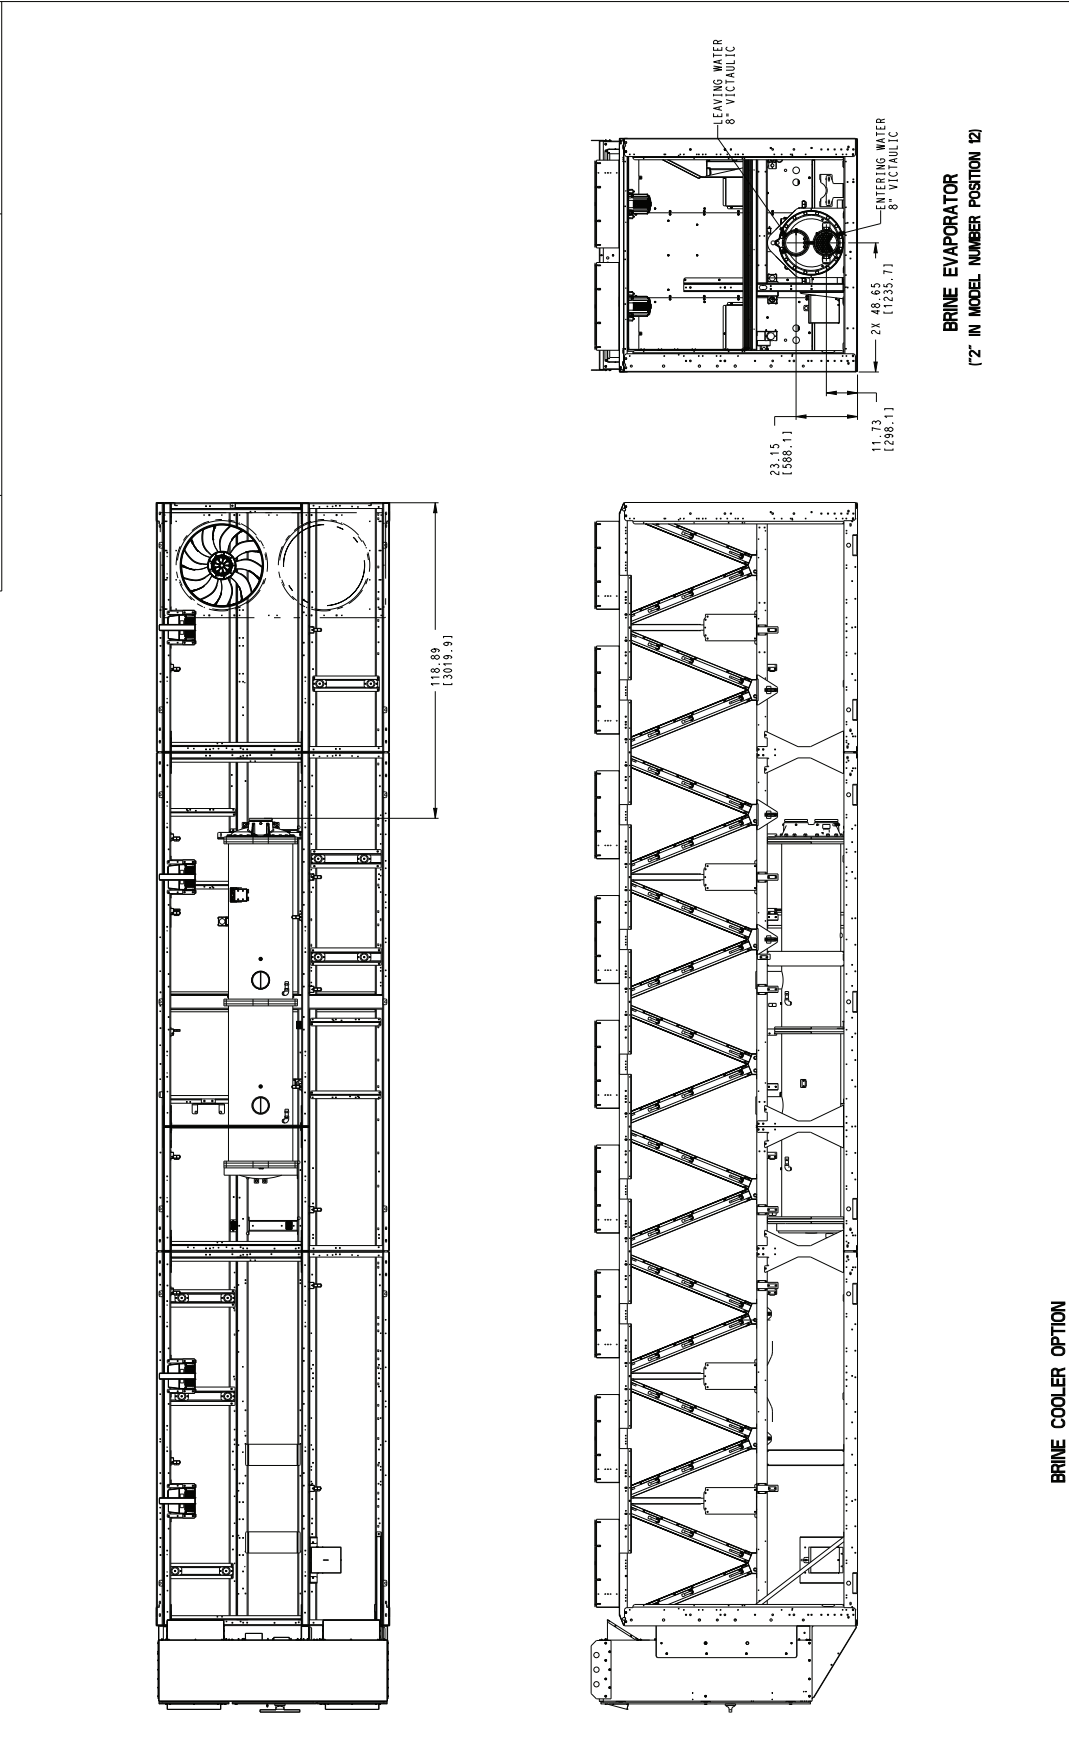 LEAVING WATER
8" VICTAULIC
ENTERING WATER
8" VICTAULIC
2X 48.65
[1235.7]
23.15
[588.1]
11.73
[298.1]
BRINE EVAPORATOR
("2" IN MODEL NUMBER POSITION 12)
118.89
[3019.9]
BRINE COOLER OPTION